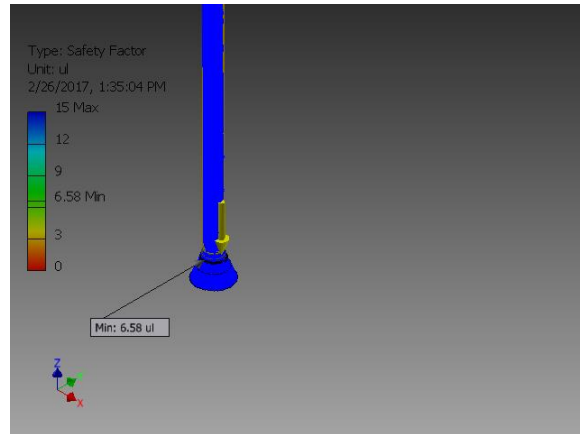 Type: Safety Factor
Unit: ul
2/26/2017, 1:35:04 PM
15 Max
12
9
6.58 Min
3
0
Min: 6.58 ul
Z
X